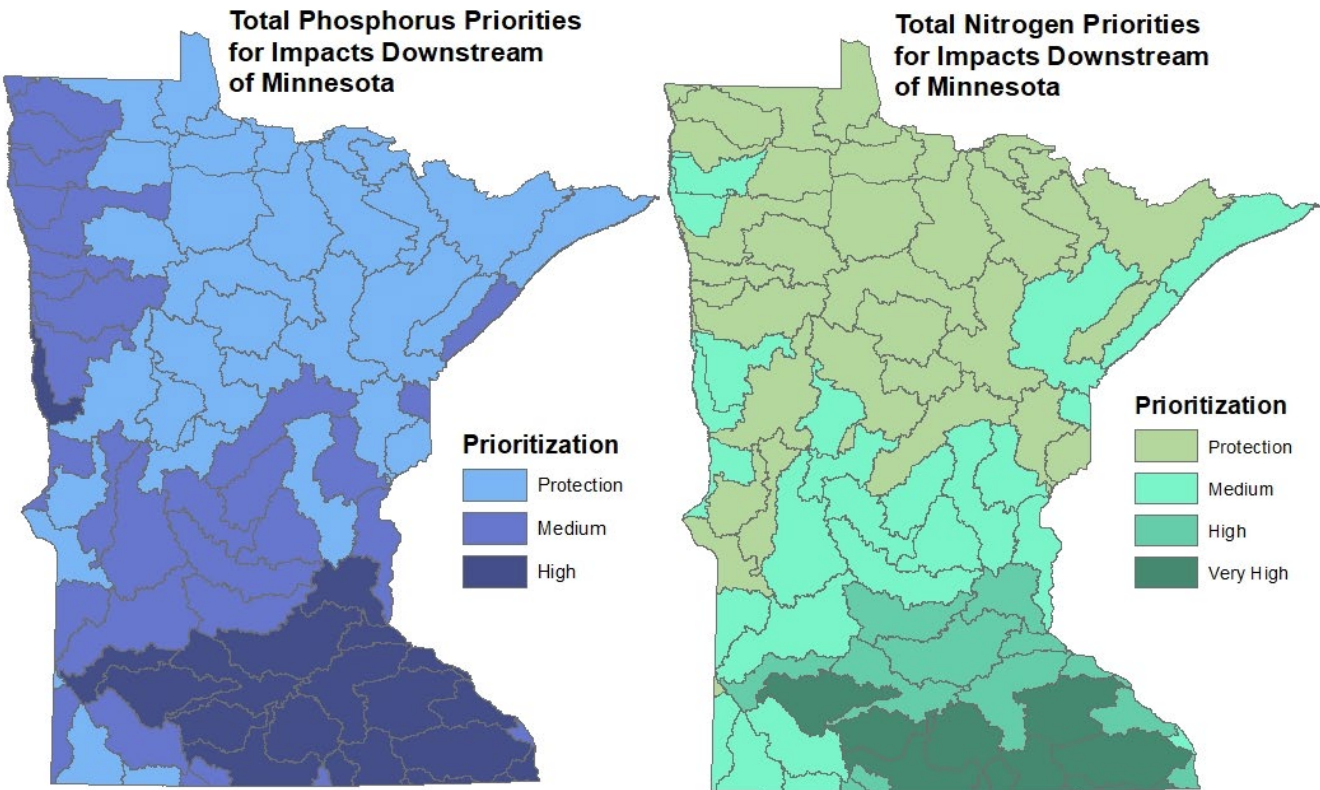 Total Phosphorus Priorities
for Impacts Downstream
of Minnesota
Prioritization
Protection
Medium
High
Total Nitrogen Priorities
for Impacts Downstream
of Minnesota
Prioritization
Protection
Medium
High
Very High